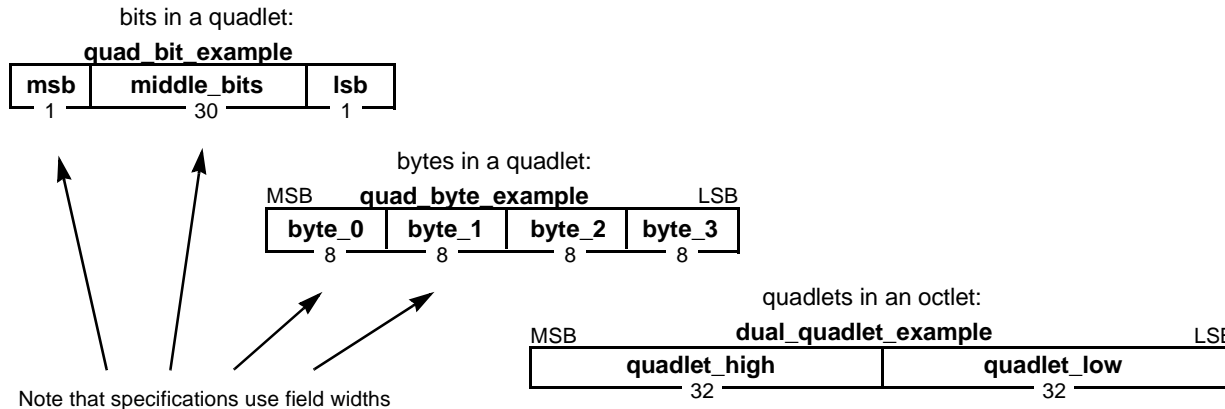 bits in a quadlet:
quad_bit_example
msb middle_bits lsb
1 30 1
bytes in a quadlet:
MSB quad_byte_example LSB
byte_0 byte_1 byte_2 byte_3
8 8 8 8
quadlets in an octlet:
MSB dual_quadlet_example LSB
quadlet_high quadlet_low
32 32
Note that specifications use field widths